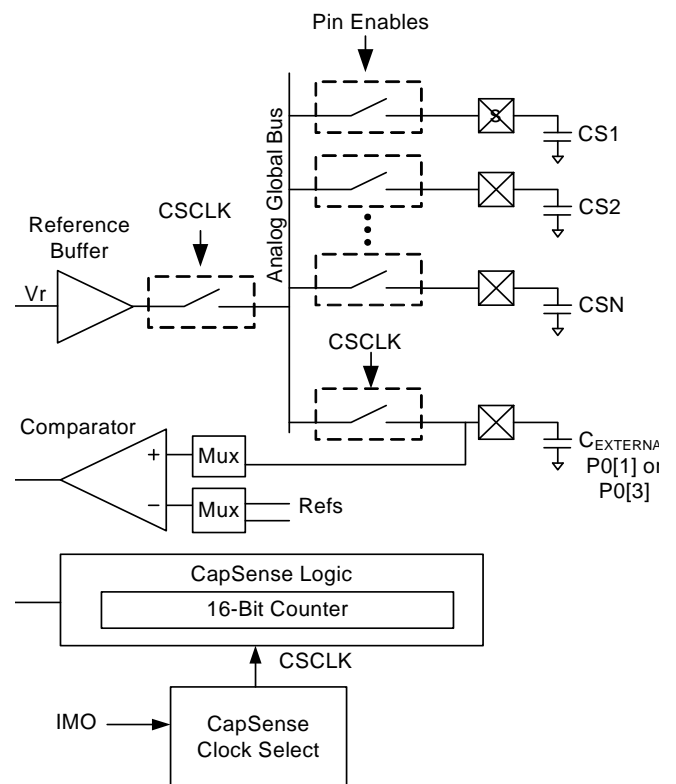 Pin Enables
Analog Global Bus
CS1
CSCLK
CS2
Reference
Buffer
Vr
CSN
CSCLK
Comparator
+
Mux
CEXTERNA
P0[1] or
P0[3]
−
Mux
Refs
CapSense Logic
16-Bit Counter
CSCLK
IMO
CapSense
Clock Select